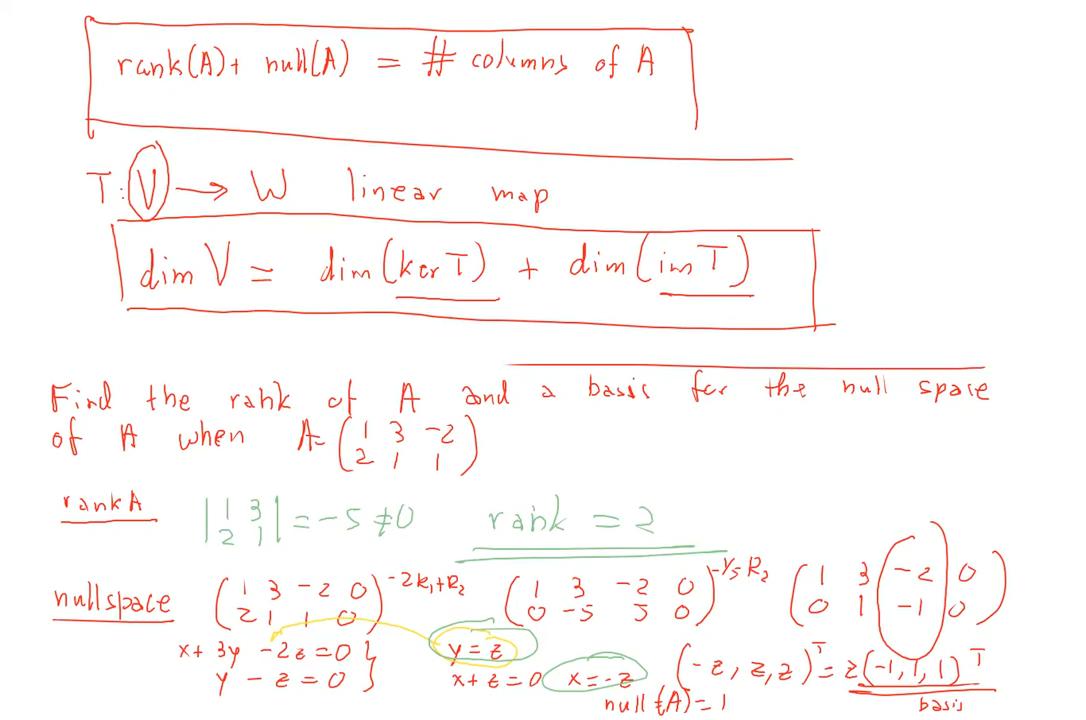 rank(A)+ null(A) = # columns of A
T: V → W linear map
dim V = dim(ker T) + dim(im T)
Find the rank of A and a basis for the null space
of A when A= (1 3 -2
2 1 1)
rank A |1 3
2 1| = -5 ≠ 0 rank = 2
nullspace (1 3 -2 0
2 1 1 0) -2R1+R2 (1 3 -2 0
0 -5 5 0) -1/5 R2 (1 3 -2 0
0 1 -1 0)
x+ 3y -2z = 0
y - z = 0 }
y = z
x + z = 0 x = -z
(-z, z, z)ᵀ = z(-1, 1, 1)ᵀ
null(A) = 1 basis